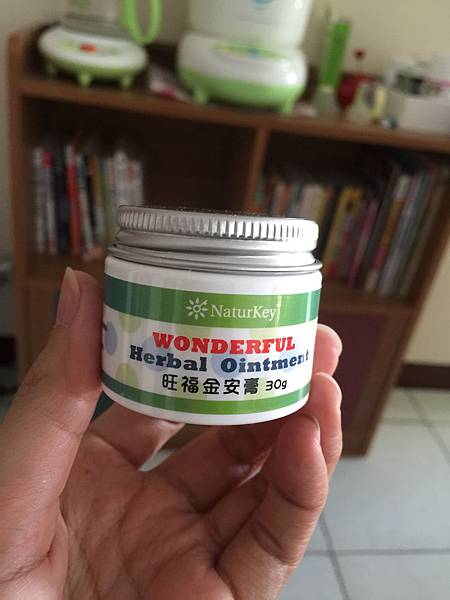 NaturKey
WONDERFUL
Herbal Ointment
旺福金安膏 30g